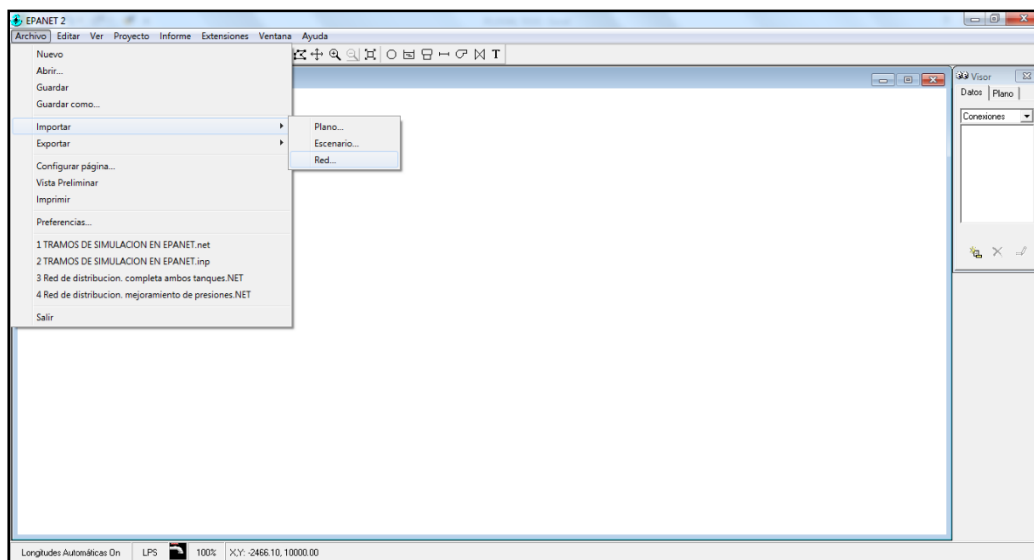 EPANET 2
Archivo Editar Ver Proyecto Informe Extensiones Ventana Ayuda
T
Nuevo
Abrir...
Guardar
Guardar como...
Importar
Exportar
Configurar página...
Vista Preliminar
Imprimir
Preferencias...
1 TRAMOS DE SIMULACION EN EPANET.net
2 TRAMOS DE SIMULACION EN EPANET.inp
3 Red de distribucion. completa ambos tanques.NET
4 Red de distribucion. mejoramiento de presiones.NET
Salir
Plano...
Escenario...
Red...
Visor
Datos Plano
Conexiones
Longitudes Automáticas On LPS 100% X,Y: -2466.10, 10000.00